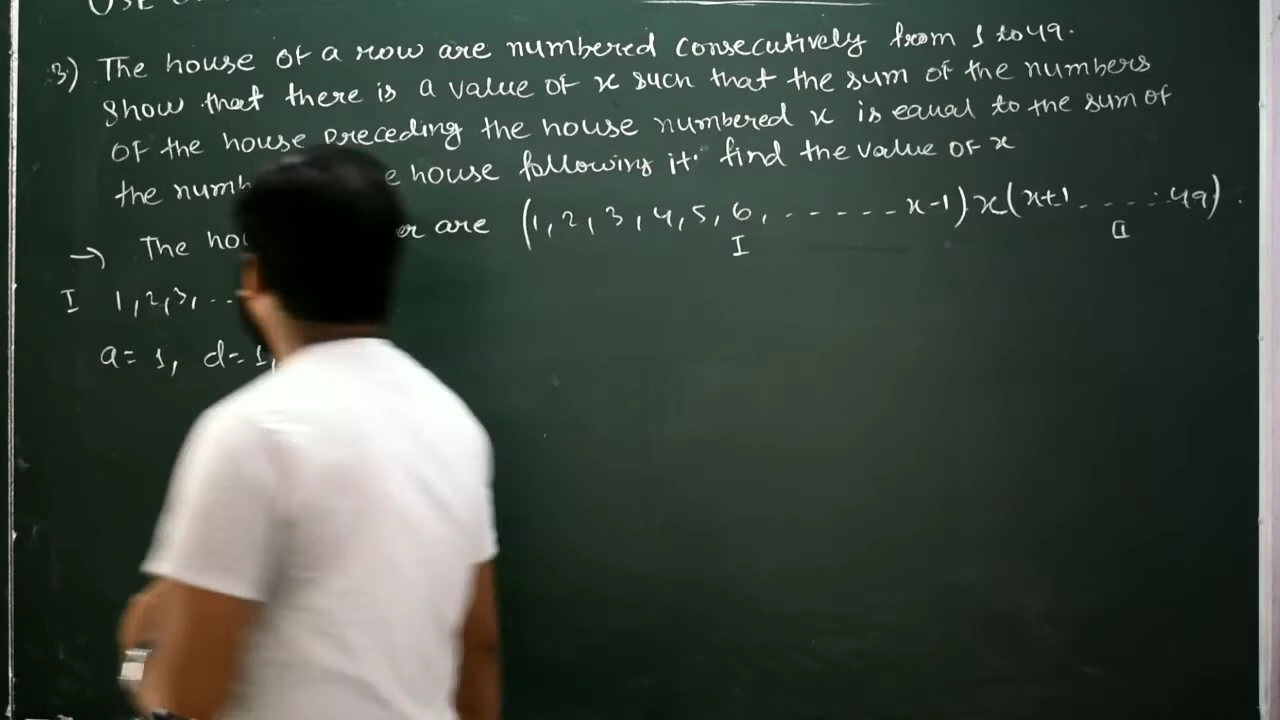 USE
3) The house of a row are numbered consecutively from 1 to 49.
Show that there is a value of x such that the sum of the numbers
of the house preceding the house numbered x is equal to the sum of
the house following it. find the value of x
→ The are (1, 2, 3, 4, 5, 6, ------ x-1) x (x+1 ..... 49).
I II
I 1, 2, 3, ...
a = 1, d = 1,